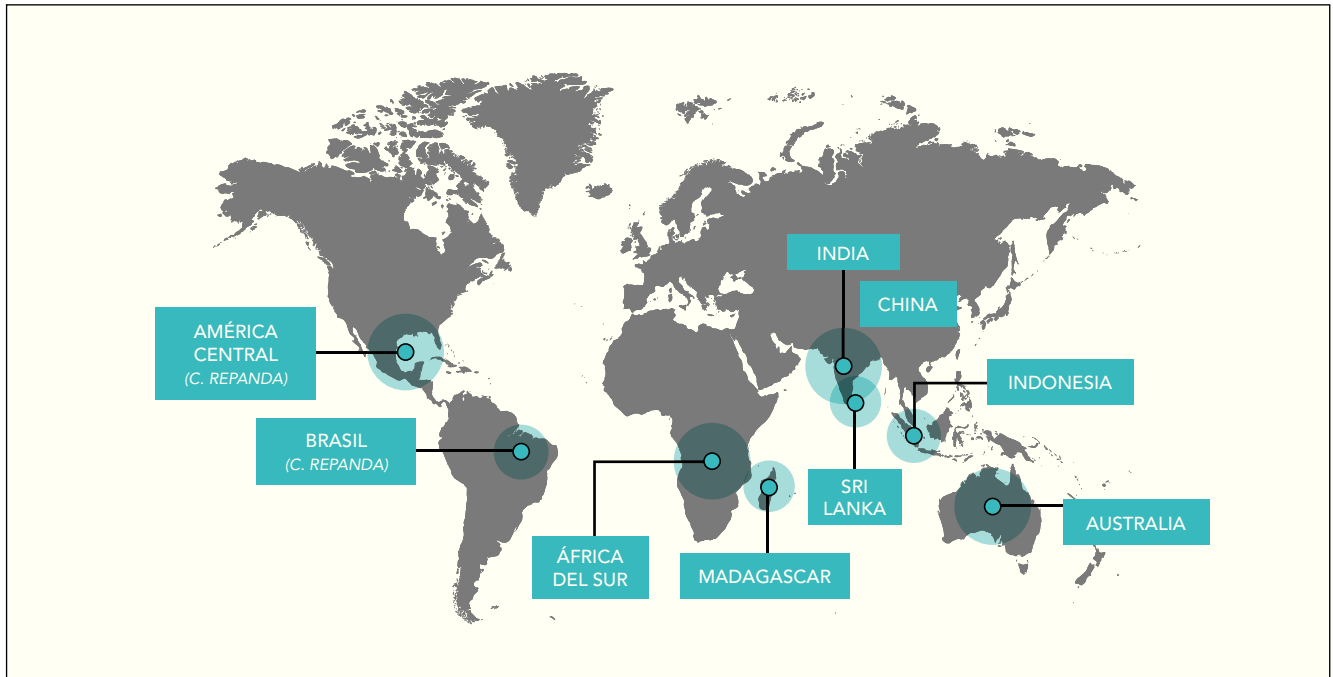 INDIA
CHINA
AMÉRICA
CENTRAL
(C. REPANDA)
INDONESIA
BRASIL
(C. REPANDA)
SRI
LANKA
AUSTRALIA
ÁFRICA
DEL SUR
MADAGASCAR